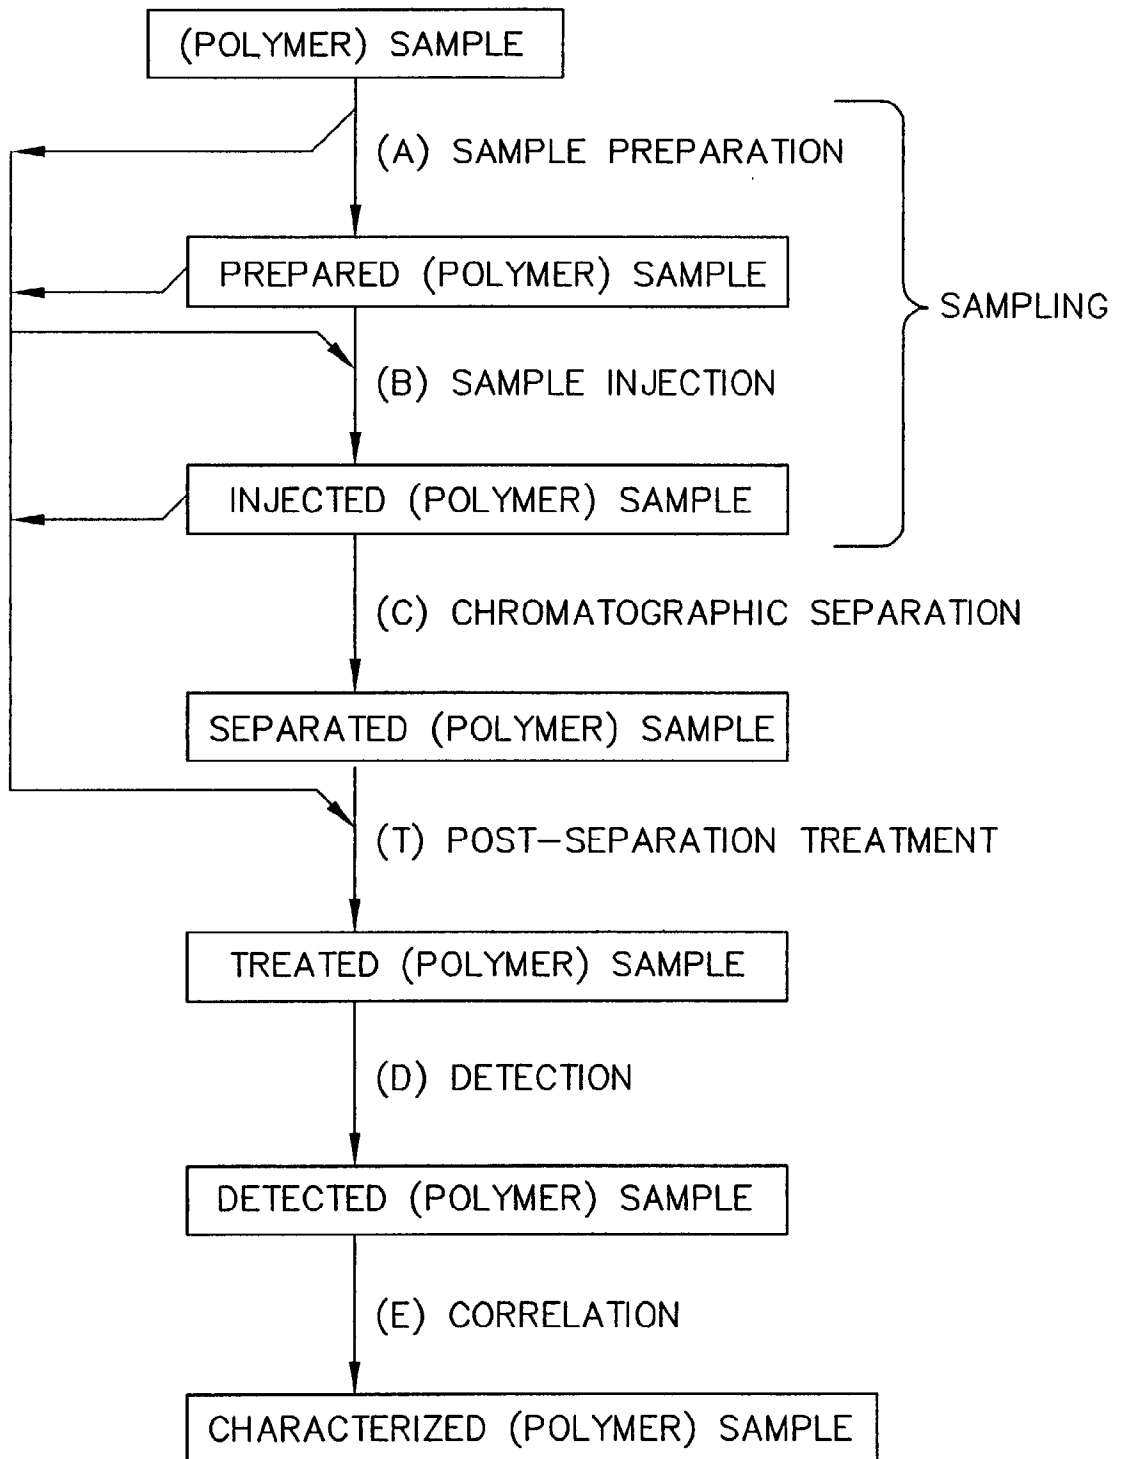 (POLYMER) SAMPLE
(A) SAMPLE PREPARATION
PREPARED (POLYMER) SAMPLE
SAMPLING
(B) SAMPLE INJECTION
INJECTED (POLYMER) SAMPLE
(C) CHROMATOGRAPHIC SEPARATION
SEPARATED (POLYMER) SAMPLE
(T) POST-SEPARATION TREATMENT
TREATED (POLYMER) SAMPLE
(D) DETECTION
DETECTED (POLYMER) SAMPLE
(E) CORRELATION
CHARACTERIZED (POLYMER) SAMPLE